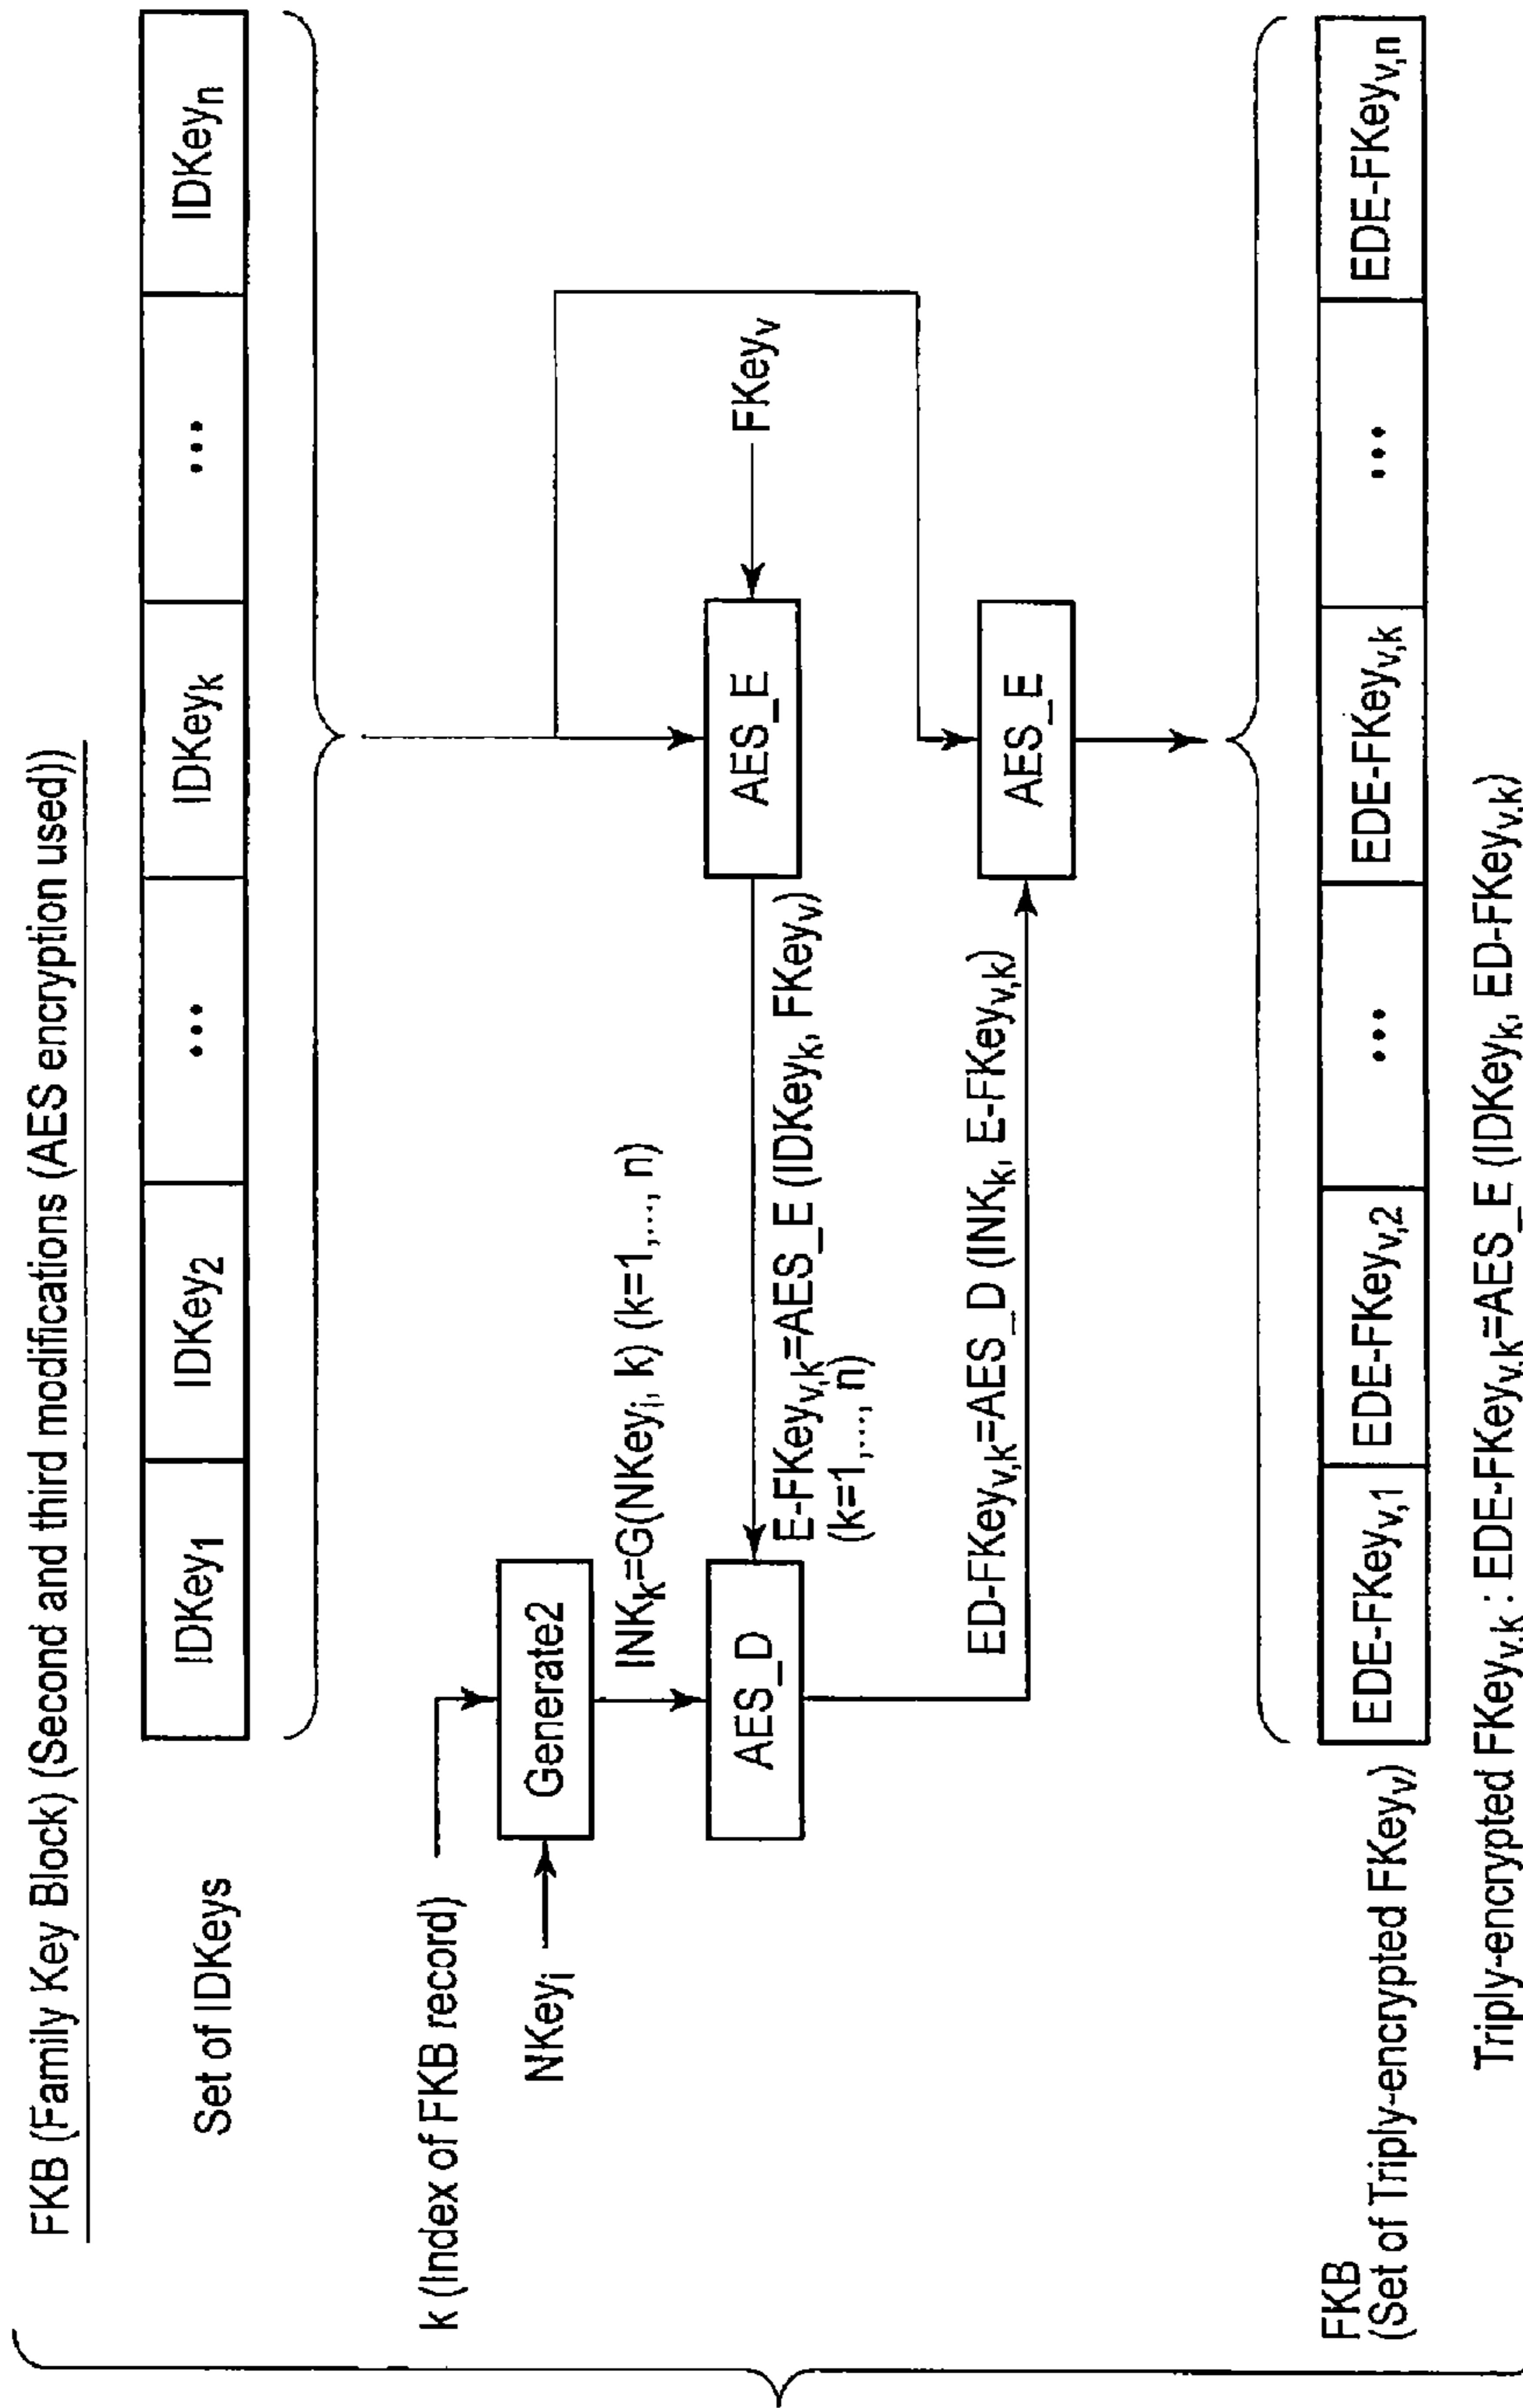 FKB (Family Key Block) (Second and third modifications (AES encryption used))
Set of IDKeys
IDKey1
IDKey2
...
IDKeyk
...
IDKeyn
k (Index of FKB record)
NKeyi
Generate2
INKk=G(NKeyi, k) (k=1,..., n)
AES_D
AES_E
FKeyv
E-FKeyv,k=AES_E (IDKeyk, FKeyv)
(k=1,..., n)
ED-FKeyv,k=AES_D (INKk, E-FKeyv,k)
AES_E
FKB
(Set of Triply-encrypted FKeyv)
EDE-FKeyv,1
EDE-FKeyv,2
...
EDE-FKeyv,k
...
EDE-FKeyv,n
Triply-encrypted FKeyv,k : EDE-FKeyv,k=AES_E (IDKeyk, ED-FKeyv,k)